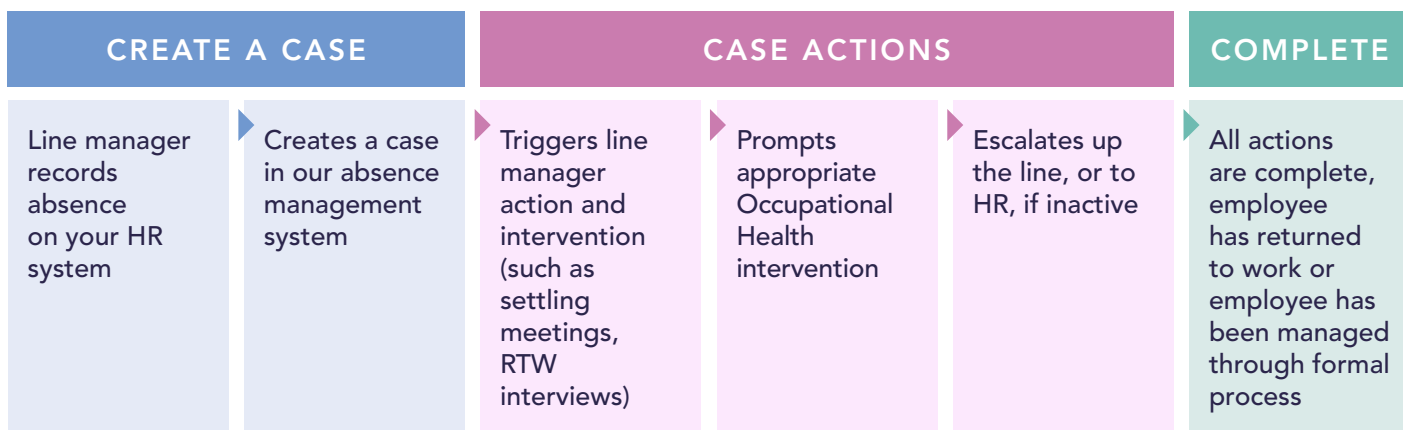 CREATE A CASE
CASE ACTIONS
COMPLETE
Line manager
records
absence
on your HR
system
Creates a case
in our absence
management
system
Triggers line
manager
action and
intervention
(such as
settling
meetings,
RTW
interviews)
Prompts
appropriate
Occupational
Health
intervention
Escalates up
the line, or to
HR, if inactive
All actions
are complete,
employee
has returned
to work or
employee has
been managed
through formal
process